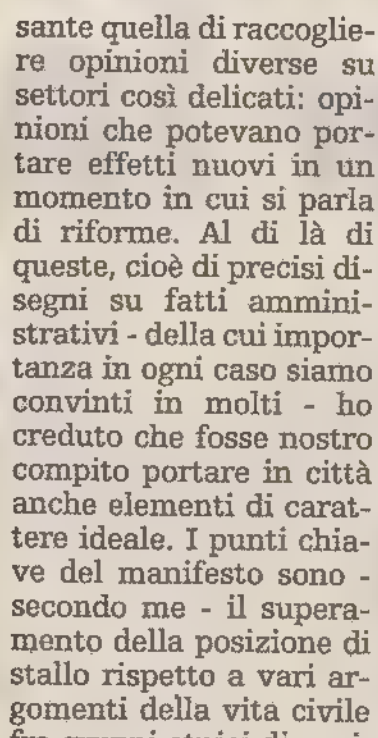 sante quella di raccoglie-
re opinioni diverse su
settori così delicati: opi-
nioni che potevano por-
tare effetti nuovi in un
momento in cui si parla
di riforme. Al di là di
queste, cioè di precisi di-
segni su fatti ammini-
strativi - della cui impor-
tanza in ogni caso siamo
convinti in molti - ho
creduto che fosse nostro
compito portare in città
anche elementi di carat-
tere ideale. I punti chia-
ve del manifesto sono -
secondo me - il supera-
mento della posizione di
stallo rispetto a vari ar-
gomenti della vita civile